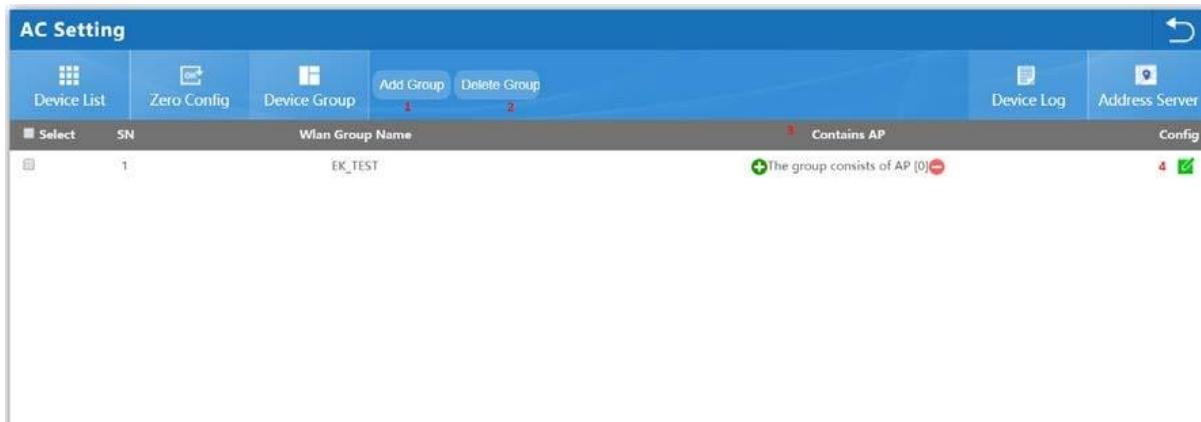 AC Setting
Device List Zero Config Device Group Add Group Delete Group Device Log Address Server
1 2
Select SN Wlan Group Name 3 Contains AP Config
1 EK_TEST The group consists of AP [0] 4